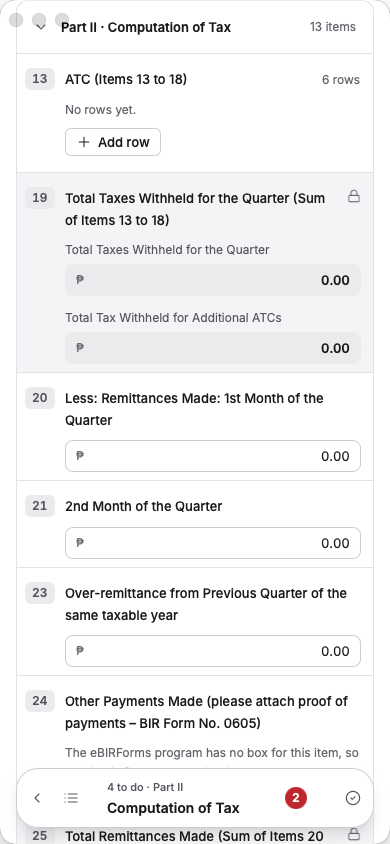 Part II · Computation of Tax 13 items
13 ATC (Items 13 to 18) 6 rows
No rows yet.
+ Add row
19 Total Taxes Withheld for the Quarter (Sum
of Items 13 to 18)
Total Taxes Withheld for the Quarter
₱ 0.00
Total Tax Withheld for Additional ATCs
₱ 0.00
20 Less: Remittances Made: 1st Month of the
Quarter
₱ 0.00
21 2nd Month of the Quarter
₱ 0.00
23 Over-remittance from Previous Quarter of the
same taxable year
₱ 0.00
24 Other Payments Made (please attach proof of
payments – BIR Form No. 0605)
The eBIRForms program has no box for this item, so
4 to do · Part II
Computation of Tax 2
25 Total Remittances Made (Sum of Items 20